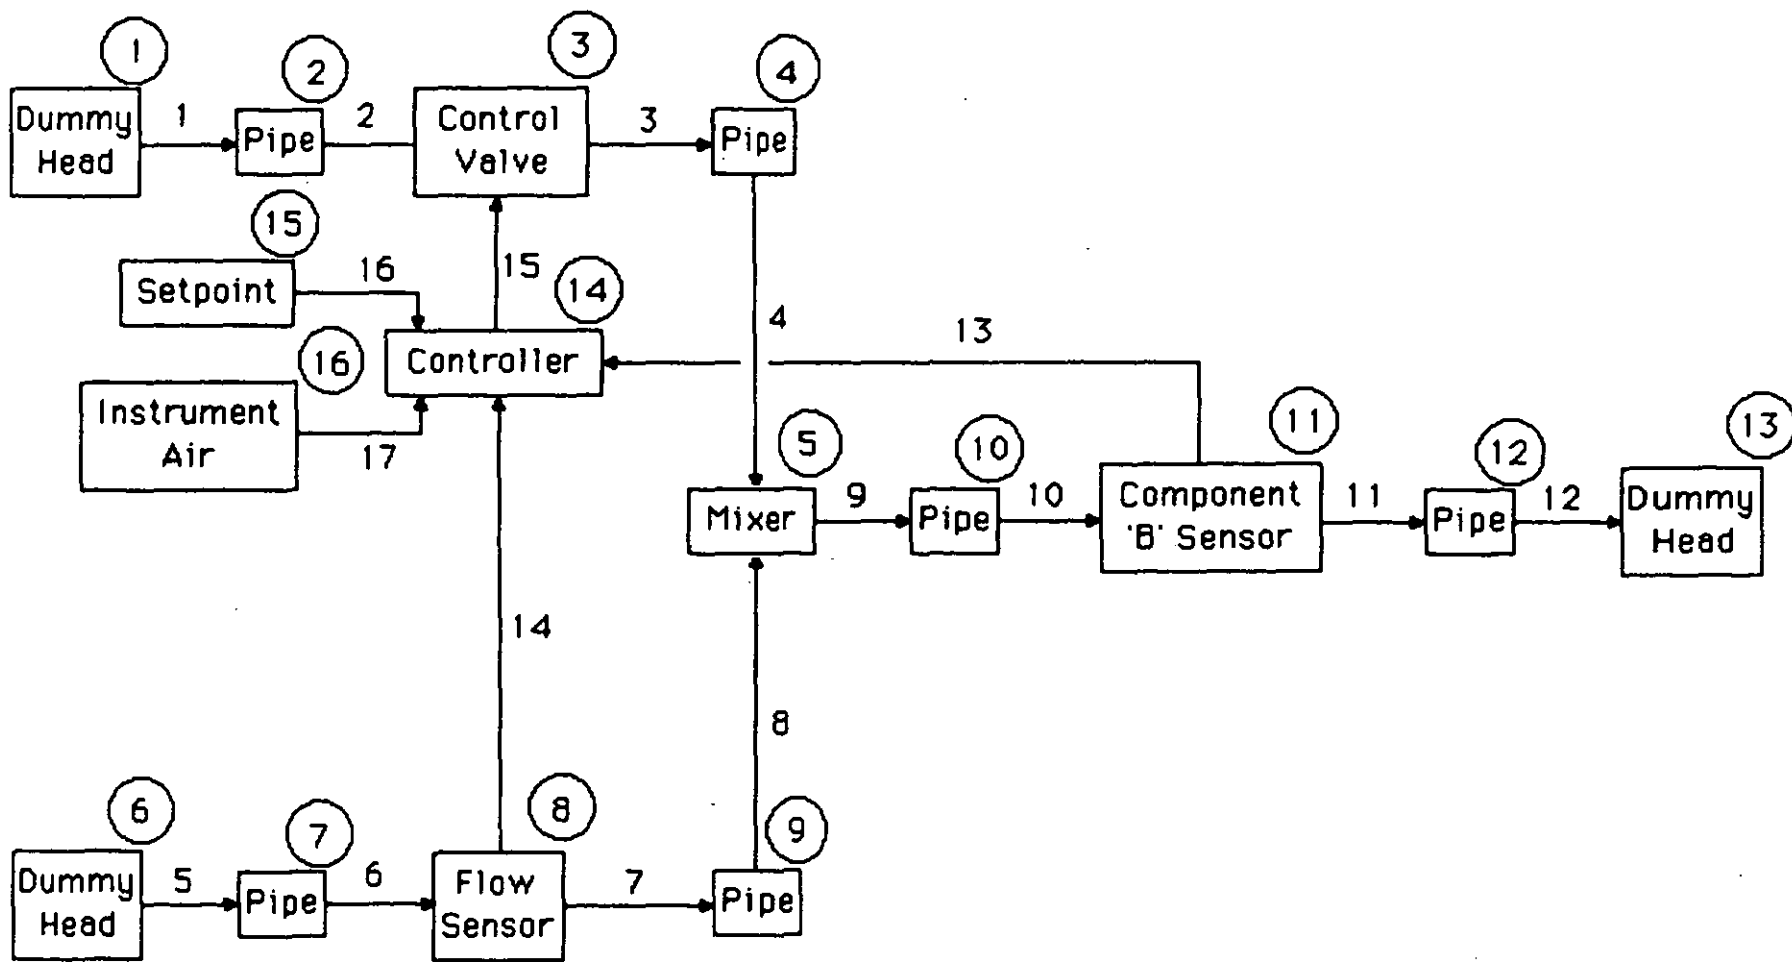 1
2
3
4
Dummy
Head
1
Pipe
2
Control
Valve
3
Pipe
15
Setpoint
16
15
14
4
13
16
Controller
Instrument
Air
17
5
10
11
12
13
Mixer
9
Pipe
10
Component
'B' Sensor
11
Pipe
12
Dummy
Head
14
8
6
7
8
9
Dummy
Head
5
Pipe
6
Flow
Sensor
7
Pipe